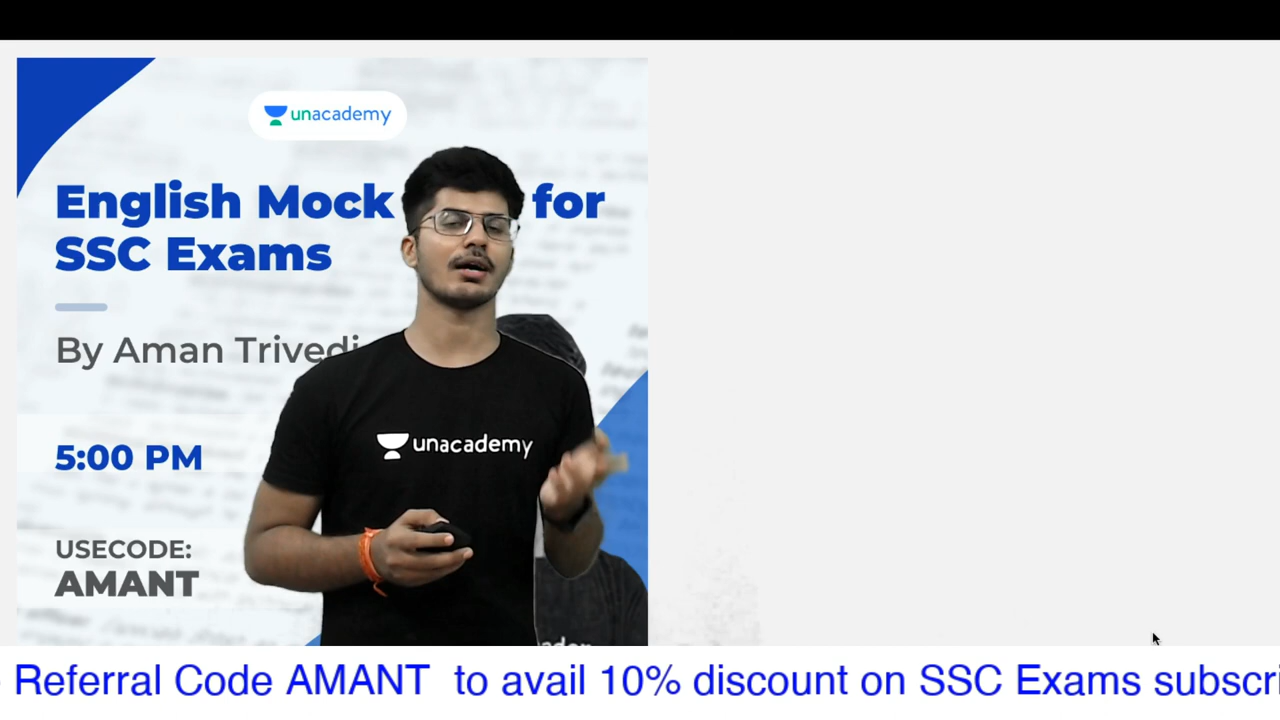 unacademy
English Mock for
SSC Exams
By Aman Trivedi
unacademy
5:00 PM
USECODE:
AMANT
Referral Code AMANT to avail 10% discount on SSC Exams